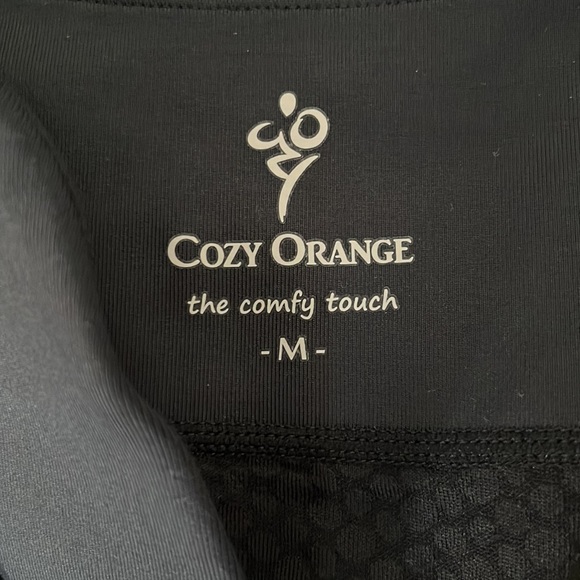 COZY ORANGE
the comfy touch
- M -